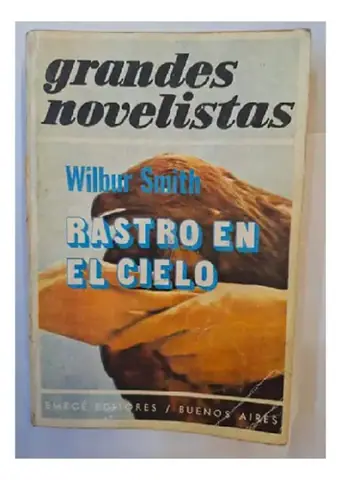 grandes
novelistas
Wilbur Smith
RASTRO EN
EL CIELO
EMECÉ EDITORES / BUENOS AIRES